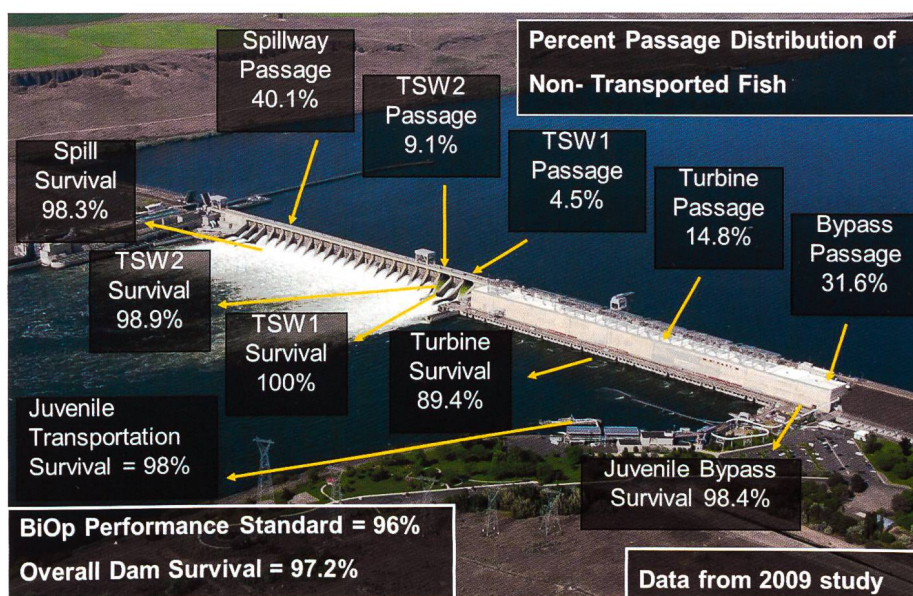 Percent Passage Distribution of
Non- Transported Fish
Spillway
Passage
40.1%
TSW2
Passage
9.1%
TSW1
Passage
4.5%
Turbine
Passage
14.8%
Bypass
Passage
31.6%
Spill
Survival
98.3%
TSW2
Survival
98.9%
TSW1
Survival
100%
Turbine
Survival
89.4%
Juvenile
Transportation
Survival = 98%
Juvenile Bypass
Survival 98.4%
BiOp Performance Standard = 96%
Overall Dam Survival = 97.2%
Data from 2009 study